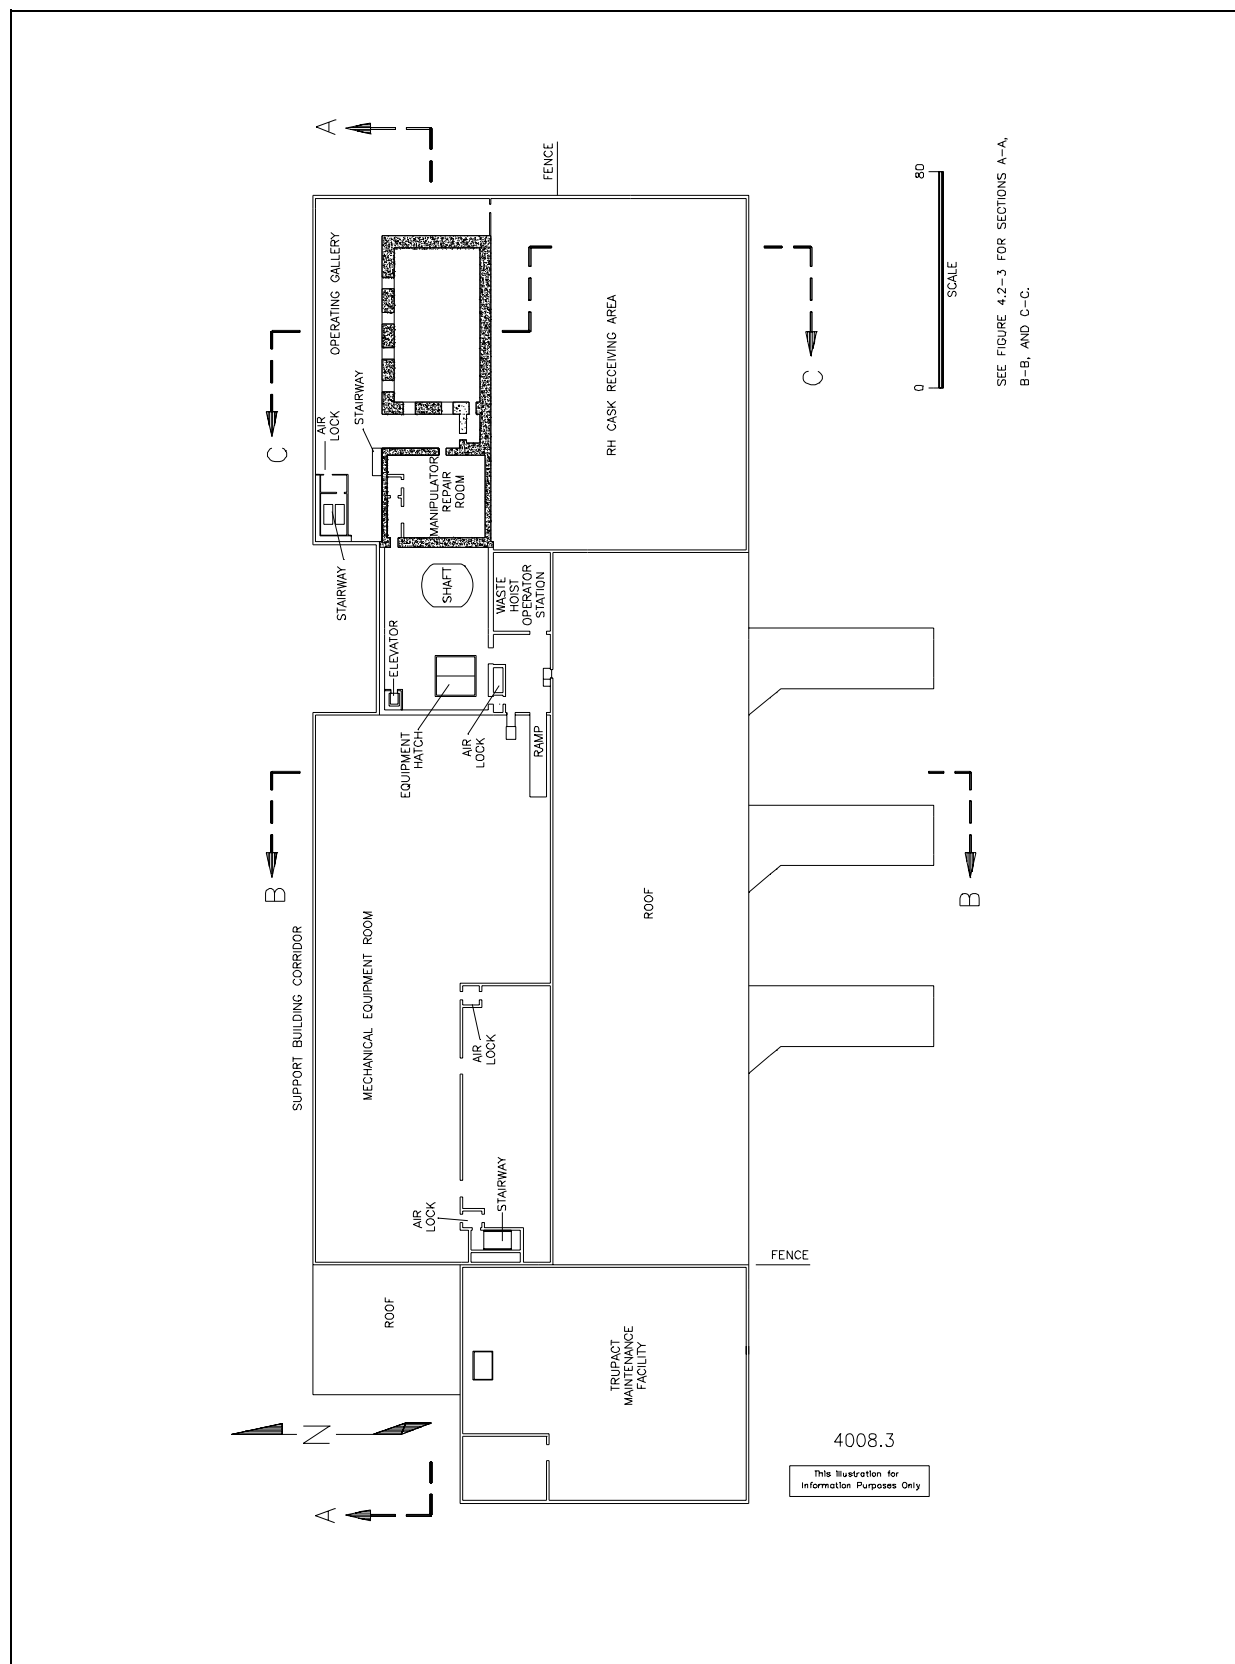 A
FENCE
80
0
SCALE
SEE FIGURE 4.2-3 FOR SECTIONS A-A,
B-B, AND C-C.
OPERATING GALLERY
C
C
AIR
LOCK
STAIRWAY
STAIRWAY
RH CASK RECEIVING AREA
MANIPULATOR
REPAIR
ROOM
SHAFT
WASTE
HOIST
OPERATOR
STATION
ELEVATOR
EQUIPMENT
HATCH
AIR
LOCK
RAMP
B
B
SUPPORT BUILDING CORRIDOR
MECHANICAL EQUIPMENT ROOM
ROOF
AIR
LOCK
AIR
LOCK
STAIRWAY
FENCE
ROOF
TRUPACT
MAINTENANCE
FACILITY
N
A
4008.3
This Illustration for
Information Purposes Only